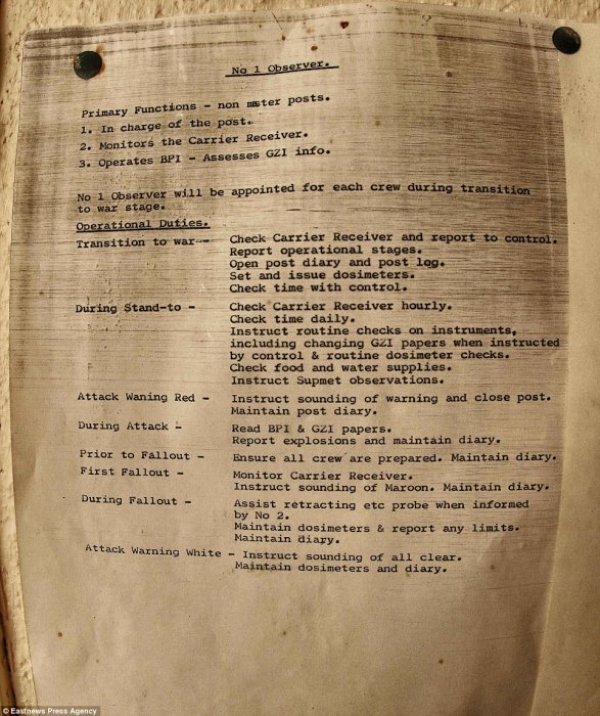 No 1 Observer.
Primary Functions - non master posts.
1. In charge of the post.
2. Monitors the Carrier Receiver.
3. Operates BPI - Assesses GZI info.
No 1 Observer will be appointed for each crew during transition
to war stage.
Operational Duties.
Transition to war- Check Carrier Receiver and report to control.
Report operational stages.
Open post diary and post log.
Set and issue dosimeters.
Check time with control.
During Stand-to - Check Carrier Receiver hourly.
Check time daily.
Instruct routine checks on instruments,
including changing GZI papers when instructed
by control & routine dosimeter checks.
Check food and water supplies.
Instruct Supmet observations.
Attack Waning Red - Instruct sounding of warning and close post.
Maintain post diary.
During Attack - Read BPI & GZI papers.
Report explosions and maintain diary.
Prior to Fallout - Ensure all crew are prepared. Maintain diary.
First Fallout - Monitor Carrier Receiver.
Instruct sounding of Maroon. Maintain diary.
During Fallout - Assist retracting etc probe when informed
by No 2.
Maintain dosimeters & report any limits.
Maintain diary.
Attack Warning White - Instruct sounding of all clear.
Maintain dosimeters and diary.
© Eastnews Press Agency